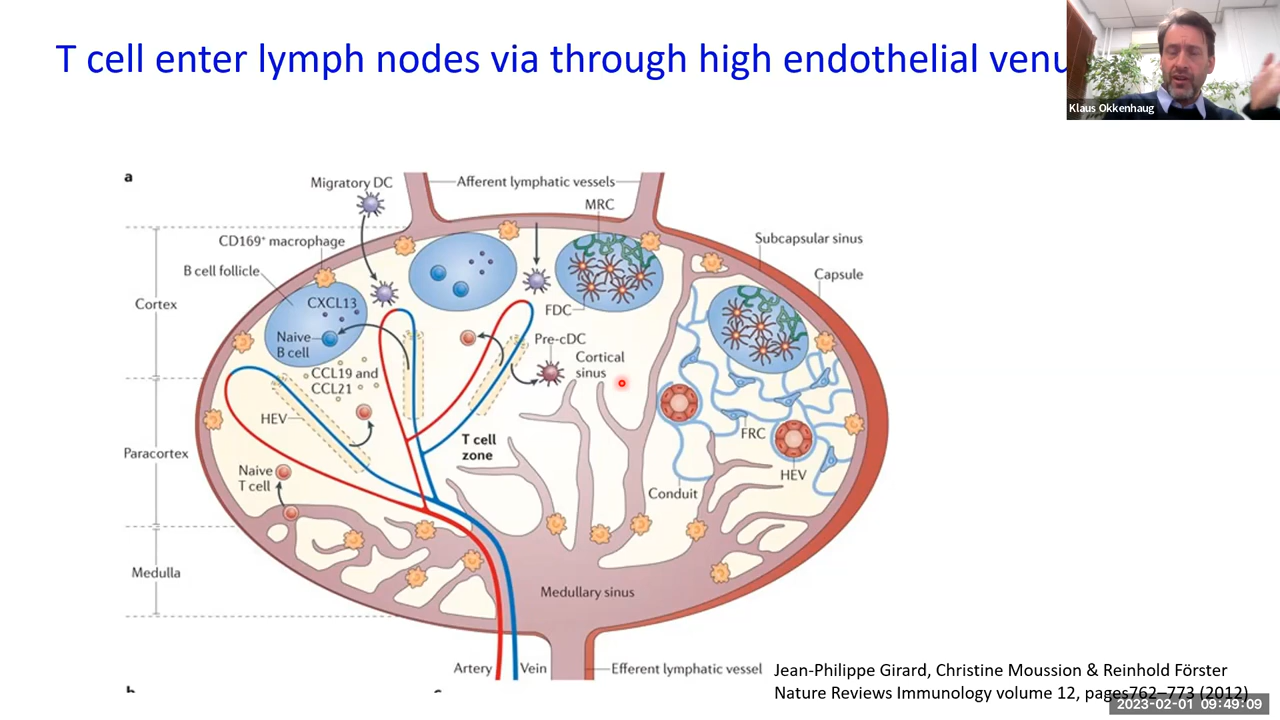 T cell enter lymph nodes via through high endothelial venu
Klaus Okkenhaug
a
Migratory DC
Afferent lymphatic vessels
MRC
CD169⁺ macrophage
Subcapsular sinus
B cell follicle
Capsule
CXCL13
Cortex
FDC
Naive
B cell
Pre-cDC
Cortical
sinus
CCL19 and
CCL21
HEV
FRC
T cell
zone
Paracortex
Naive
T cell
HEV
Conduit
Medulla
Medullary sinus
Artery
Vein
Efferent lymphatic vessel
Jean-Philippe Girard, Christine Moussion & Reinhold Förster
Nature Reviews Immunology volume 12, pages762–773 (2012)
2023-02-01 09:49:09